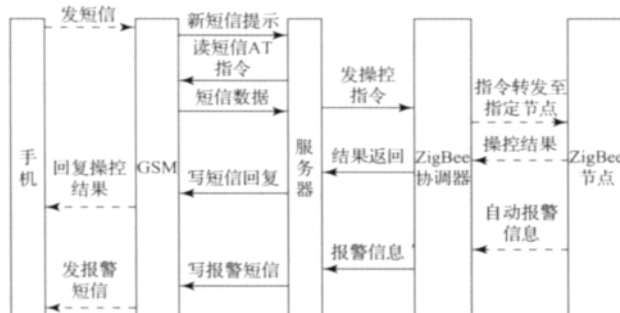 发短信
新短信提示
读短信AT
指令
短信数据
发操控
指令
指令转发至
指定节点
操控结果
手机
回复操控
结果
GSM
写短信回复
服务器
结果返回
ZigBee
协调器
ZigBee
节点
自动报警
信息
报警信息
发报警
短信
写报警短信